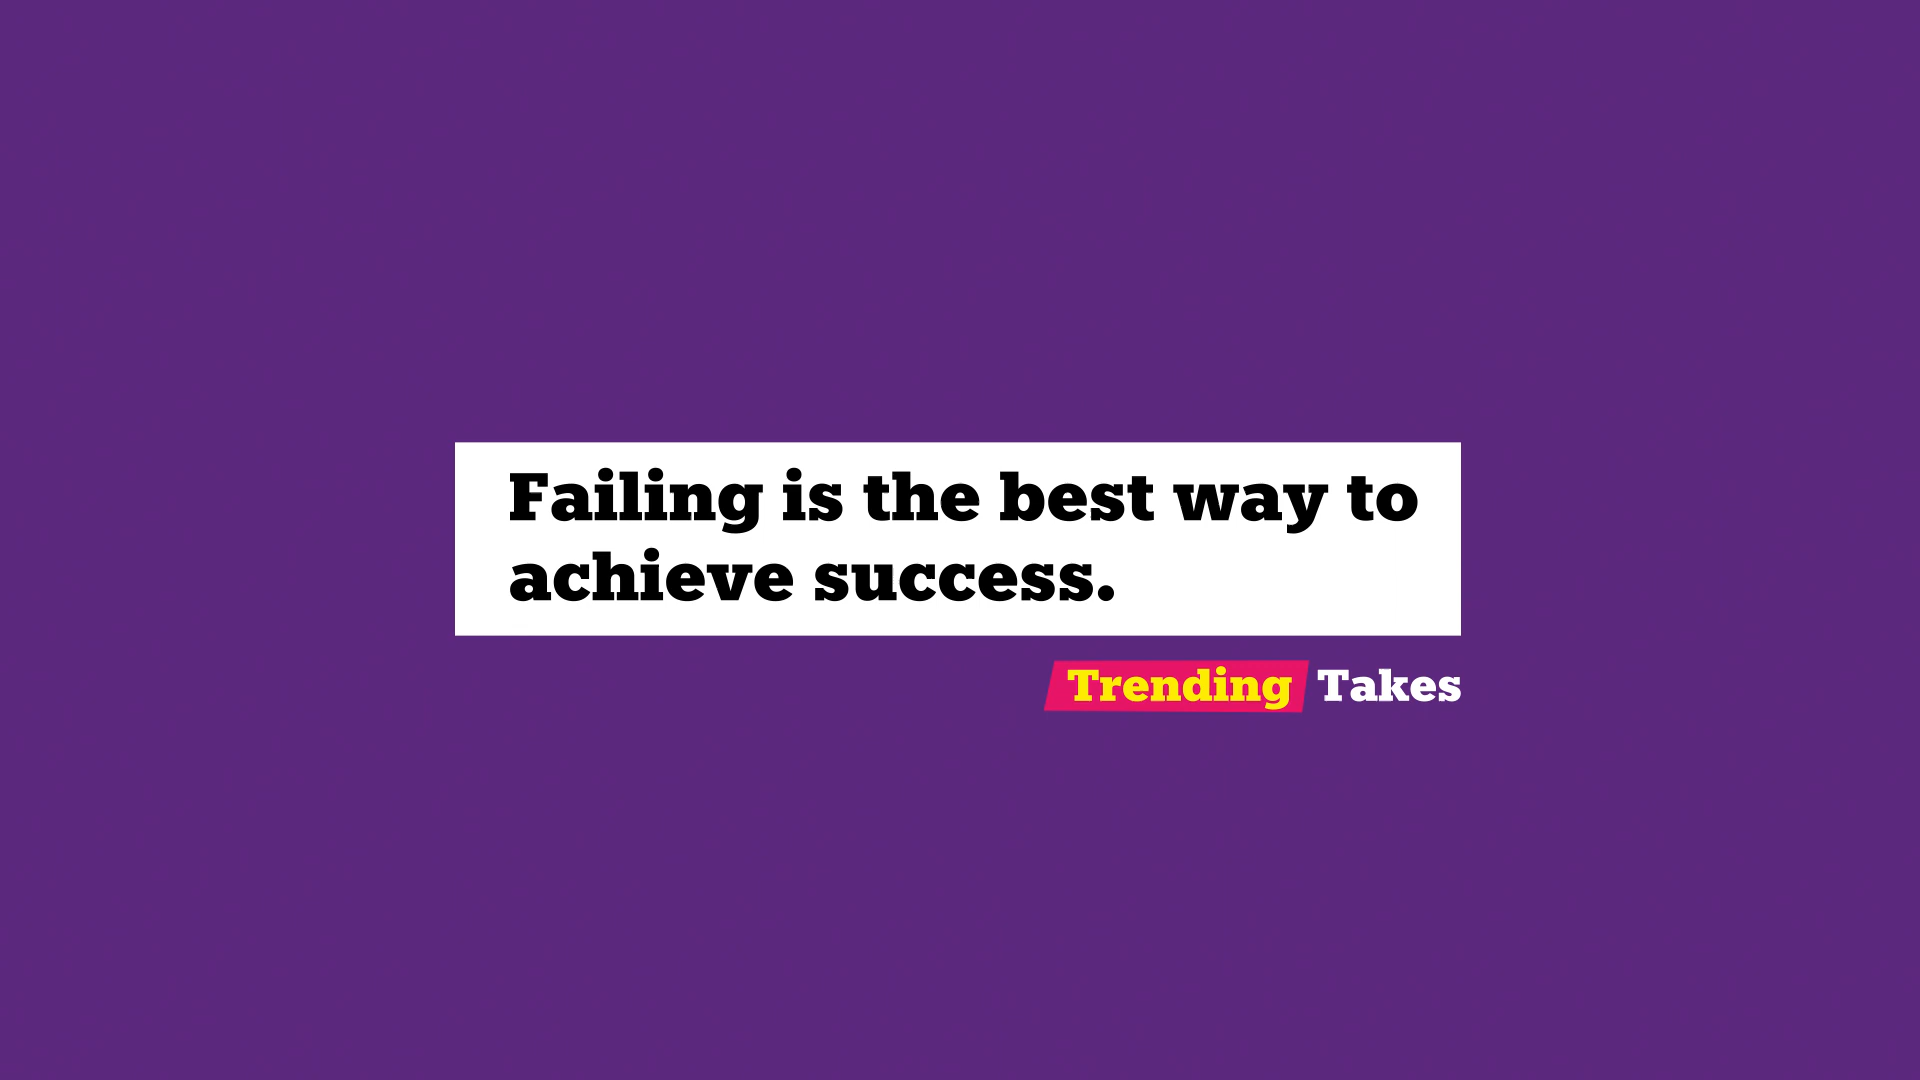 Failing is the best way to
achieve success.
Trending Takes